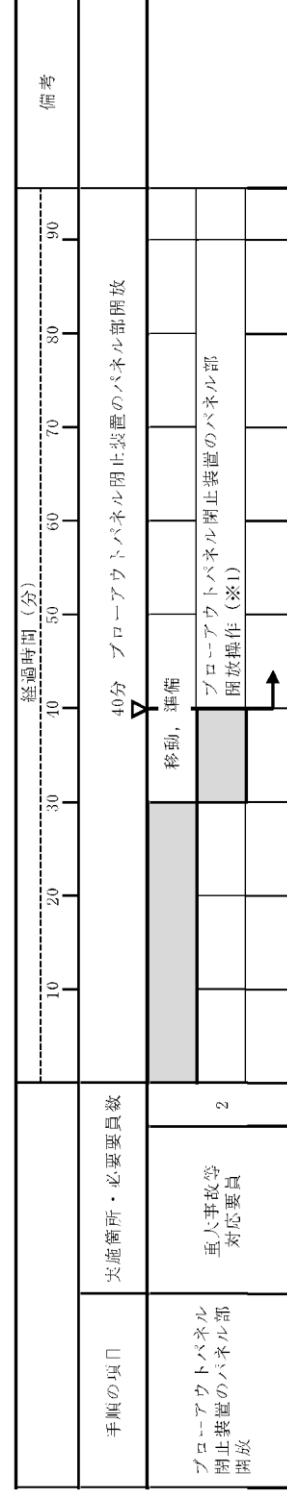 経過時間（分）
備考
10 20 30 40 50 60 70 80 90
手順の項目
実施箇所・必要要員数
40分 ブローアウトパネル閉止装置のパネル部開放
ブローアウトパネル
閉止装置のパネル部
開放
重大事故等
対応要員
2
移動，準備
ブローアウトパネル閉止装置のパネル部
開放操作（※1）